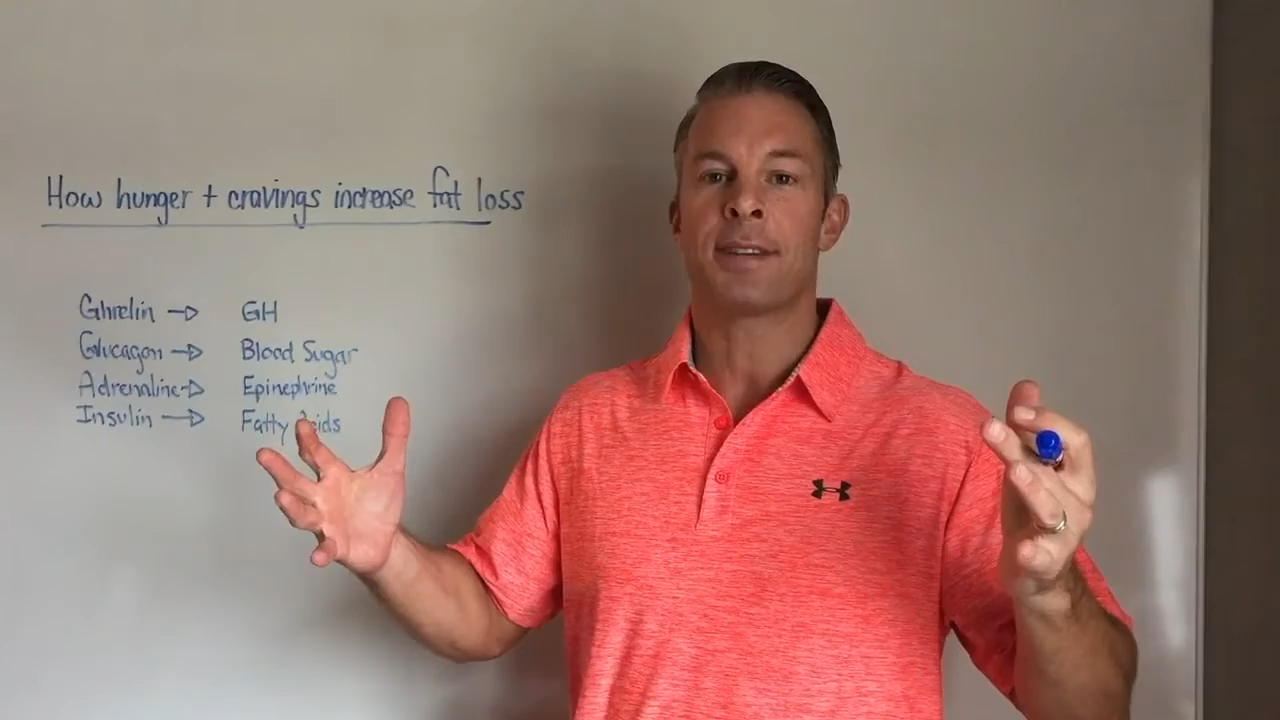 How hunger + cravings increase fat loss
Ghrelin → GH
Glucagon → Blood Sugar
Adrenaline → Epinephrine
Insulin → Fatty